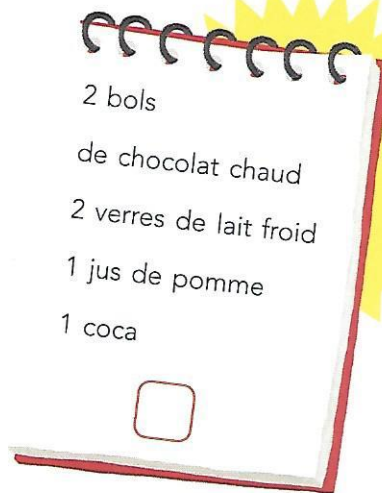 2 bols
de chocolat chaud
2 verres de lait froid
1 jus de pomme
1 coca